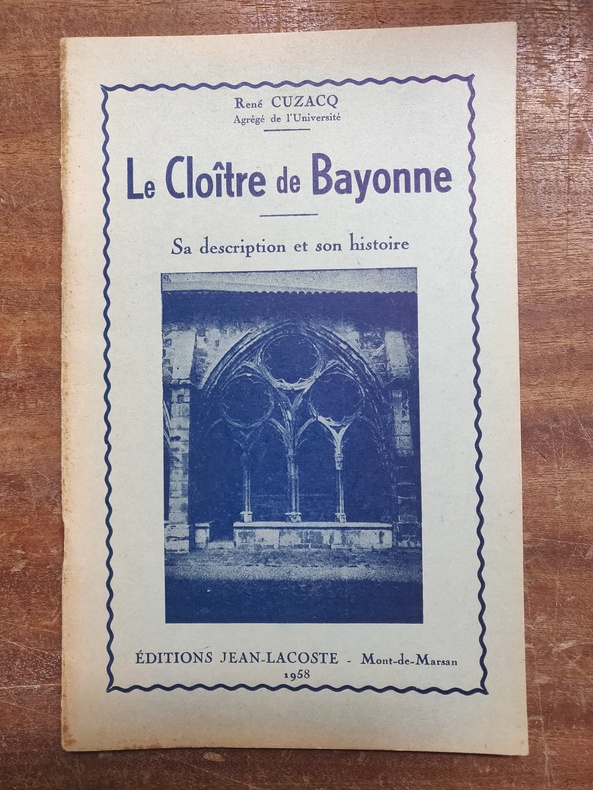 René CUZACQ
Agrégé de l'Université
Le Cloître de Bayonne
Sa description et son histoire
ÉDITIONS JEAN-LACOSTE - Mont-de-Marsan
1958